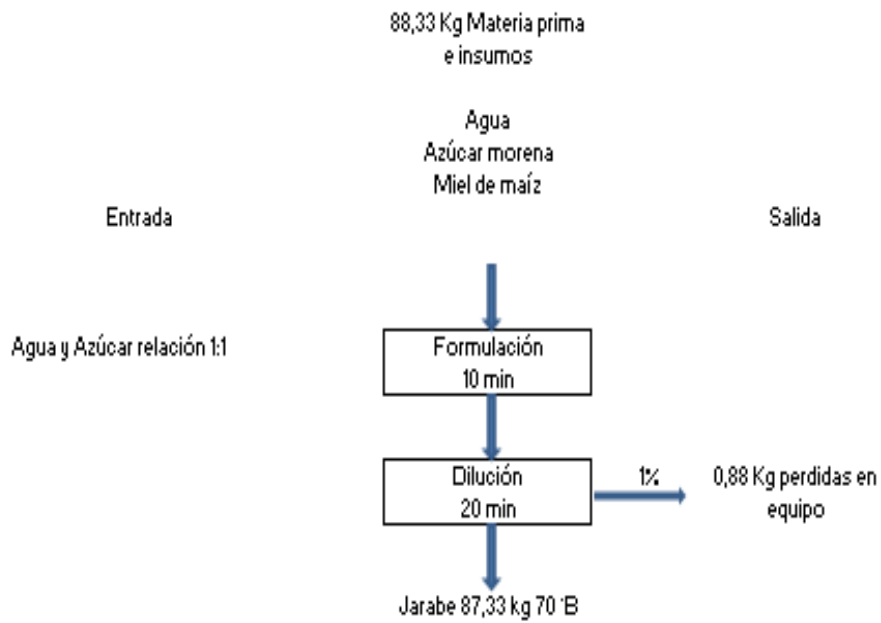 88,33 Kg Materia prima
e insumos
Agua
Azúcar morena
Miel de maíz
Entrada
Salida
Agua y Azúcar relación 1:1
Formulación
10 min
Dilución
20 min
1%
0,88 Kg perdidas en
equipo
Jarabe 87,33 kg 70 °B